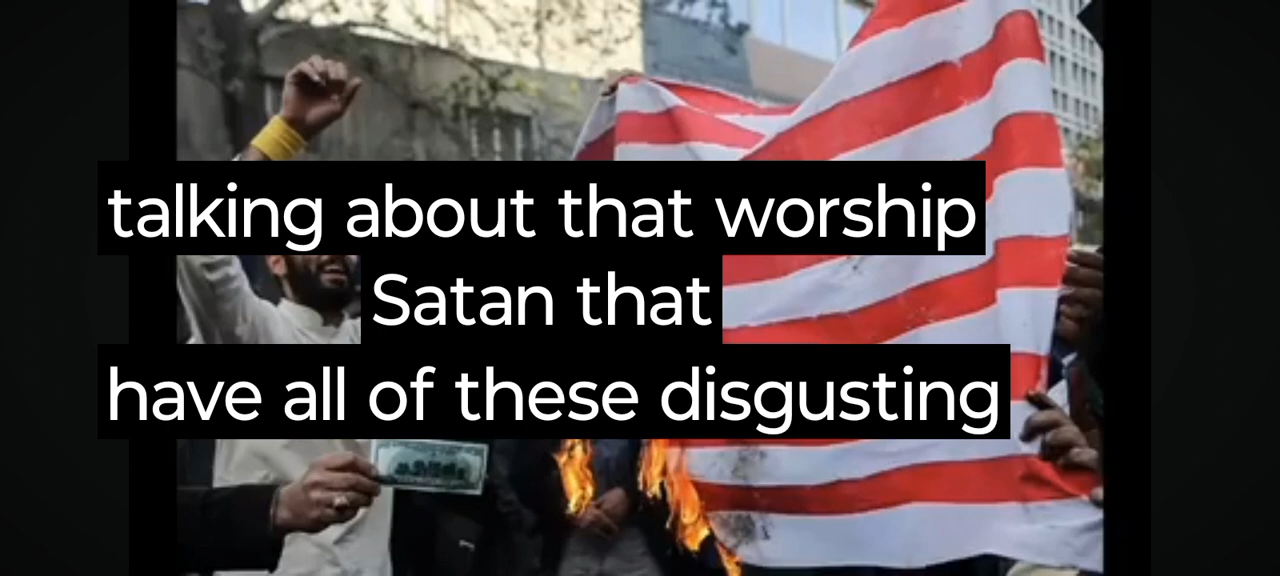 talking about that worship
Satan that
have all of these disgusting